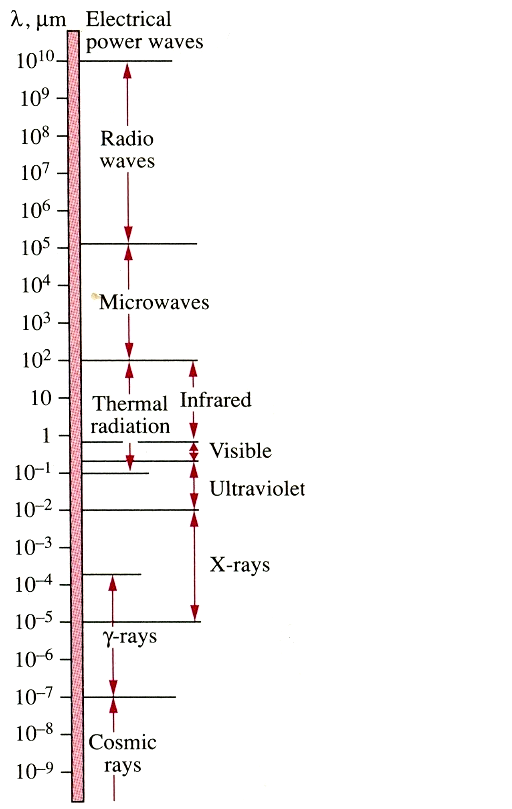 λ, μm
Electrical
power waves
10¹⁰
10⁹
10⁸
Radio
waves
10⁷
10⁶
10⁵
10⁴
Microwaves
10³
10²
10
Thermal
radiation
Infrared
1
Visible
10⁻¹
Ultraviolet
10⁻²
10⁻³
X-rays
10⁻⁴
10⁻⁵
γ-rays
10⁻⁶
10⁻⁷
10⁻⁸
Cosmic
rays
10⁻⁹